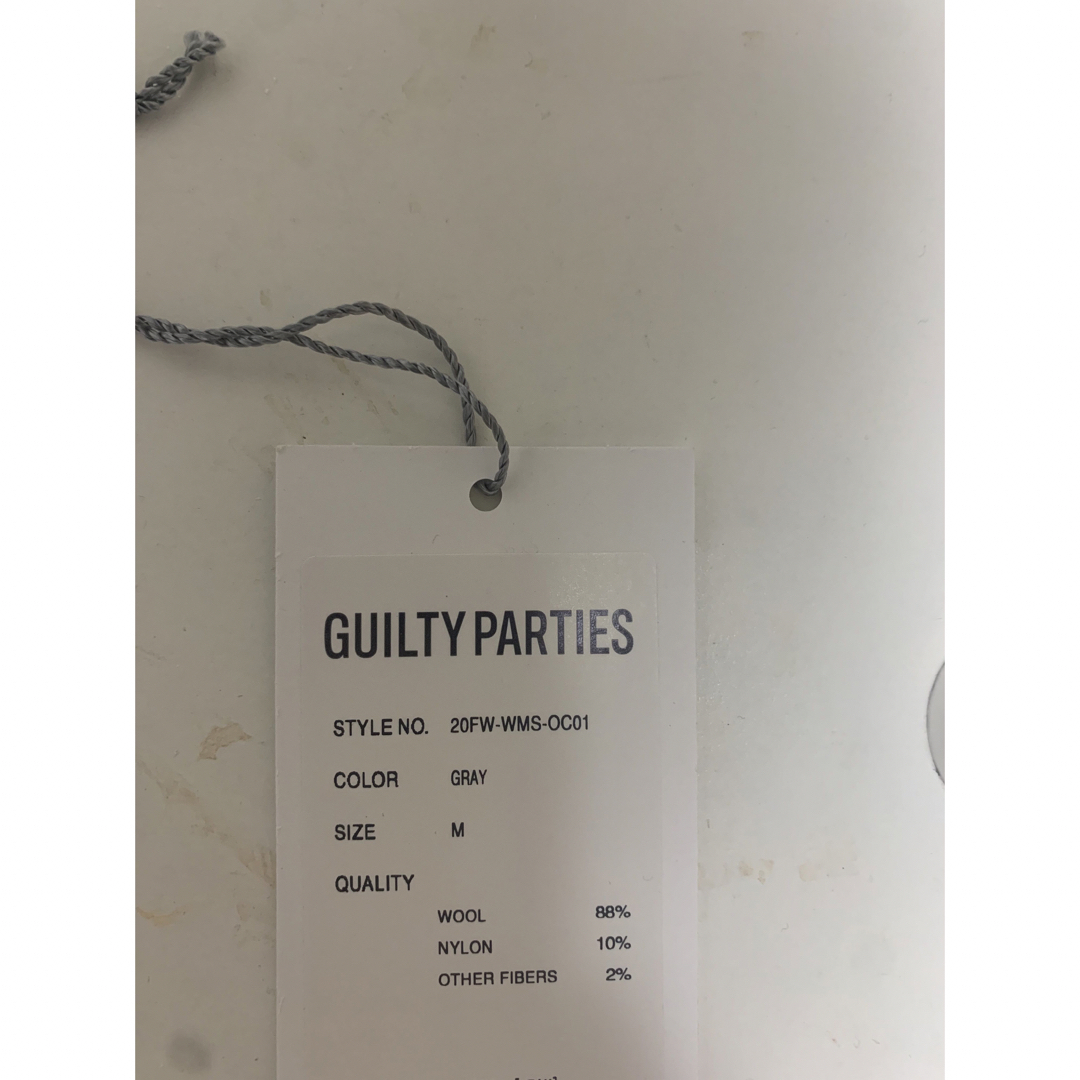 GUILTY PARTIES
STYLE NO. 20FW-WMS-OC01
COLOR GRAY
SIZE M
QUALITY
WOOL 88%
NYLON 10%
OTHER FIBERS 2%